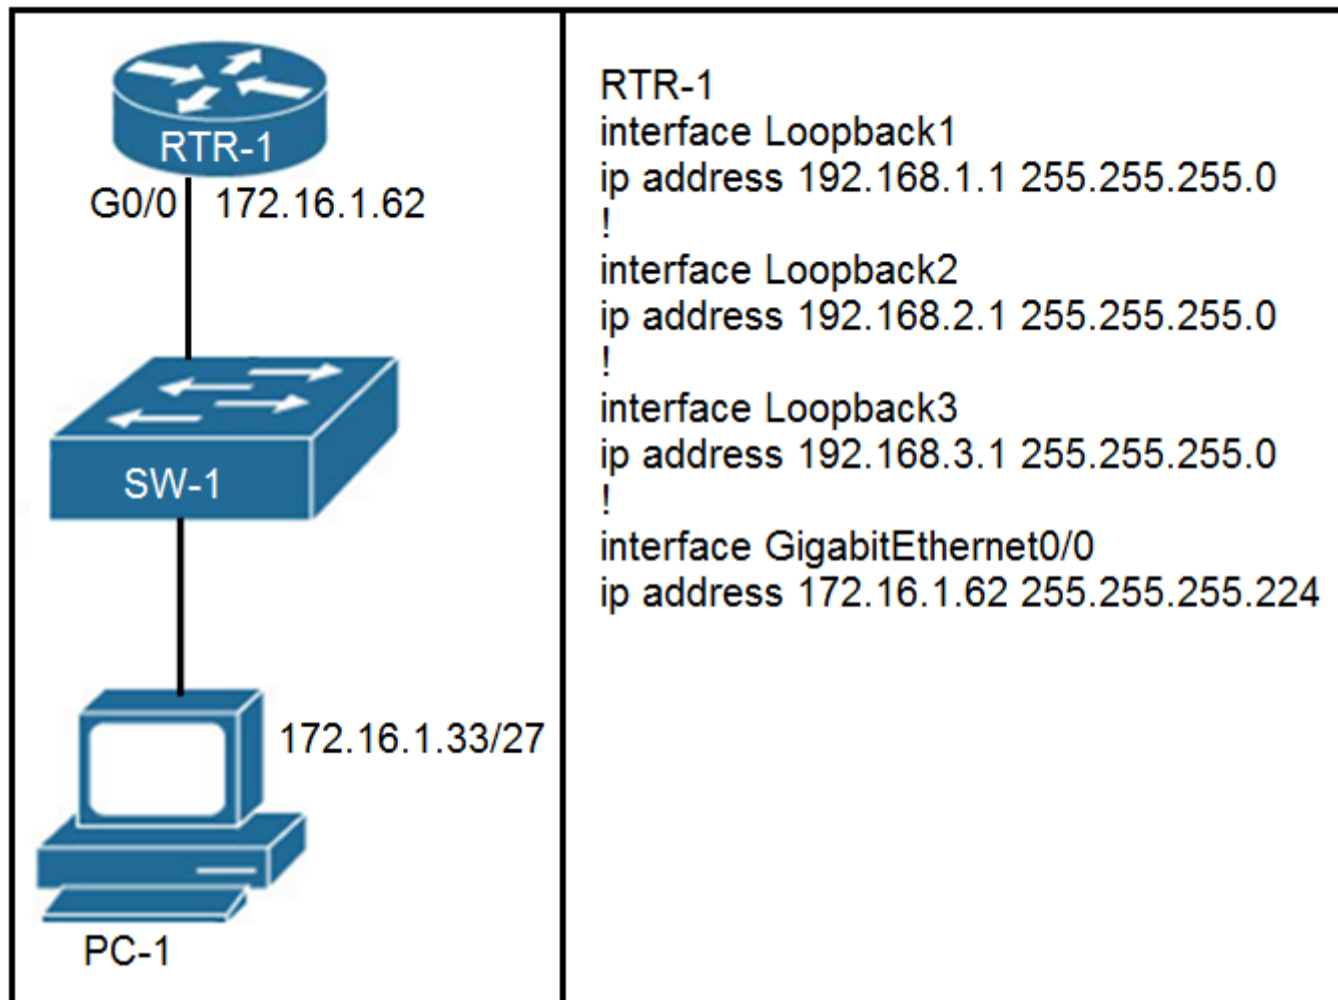 RTR-1
G0/0 172.16.1.62
SW-1
172.16.1.33/27
PC-1
RTR-1
interface Loopback1
ip address 192.168.1.1 255.255.255.0
!
interface Loopback2
ip address 192.168.2.1 255.255.255.0
!
interface Loopback3
ip address 192.168.3.1 255.255.255.0
!
interface GigabitEthernet0/0
ip address 172.16.1.62 255.255.255.224